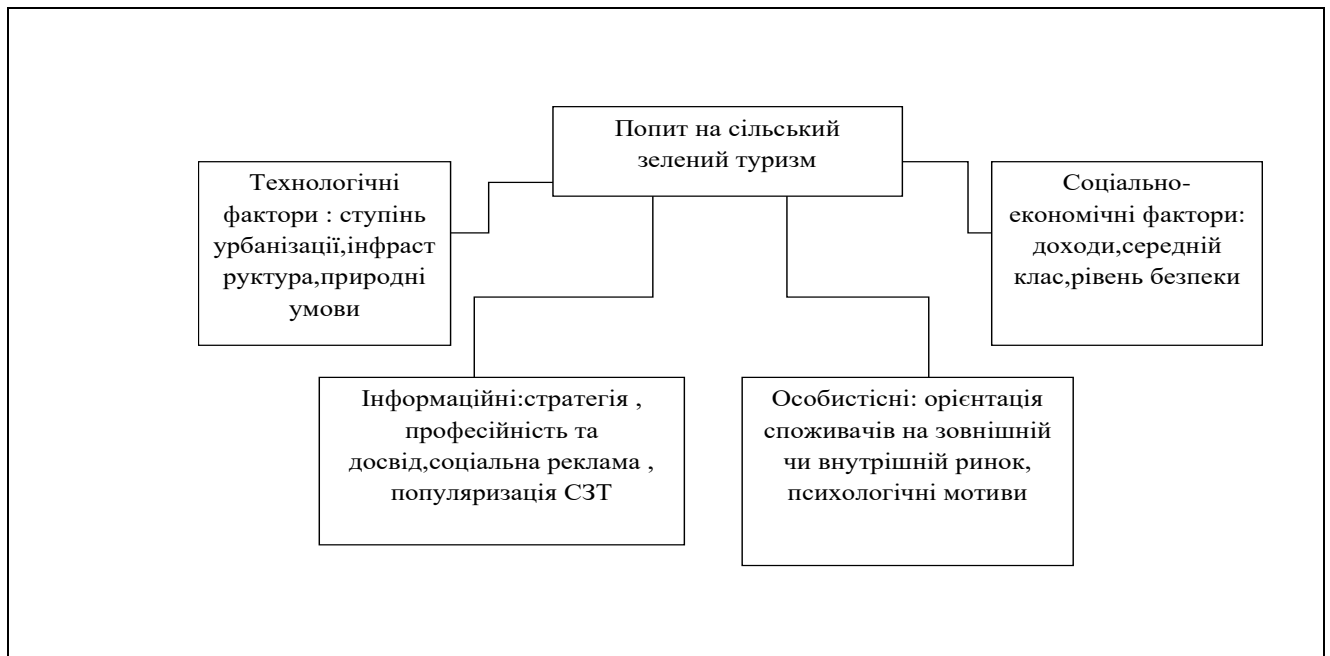 Попит на сільський
зелений туризм
Технологічні
фактори : ступінь
урбанізації,інфраст
руктура,природні
умови
Соціально-
економічні фактори:
доходи,середній
клас,рівень безпеки
Інформаційні:стратегія ,
професійність та
досвід,соціальна реклама ,
популяризація СЗТ
Особистісні: орієнтація
споживачів на зовнішній
чи внутрішній ринок,
психологічні мотиви